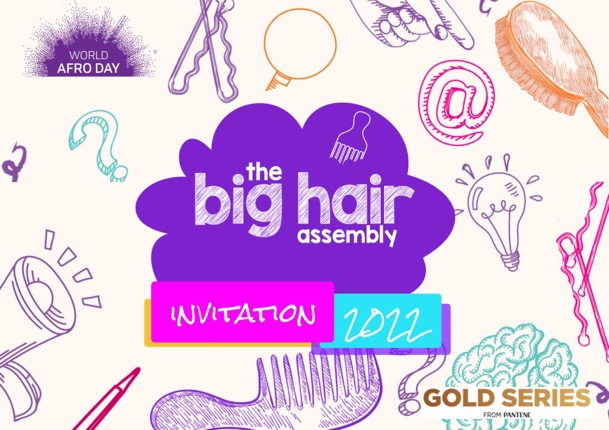 WORLD
AFRO DAY
®
?
@
the
big hair
assembly
INVITATION
2022
?
GOLD SERIES
FROM PANTENE